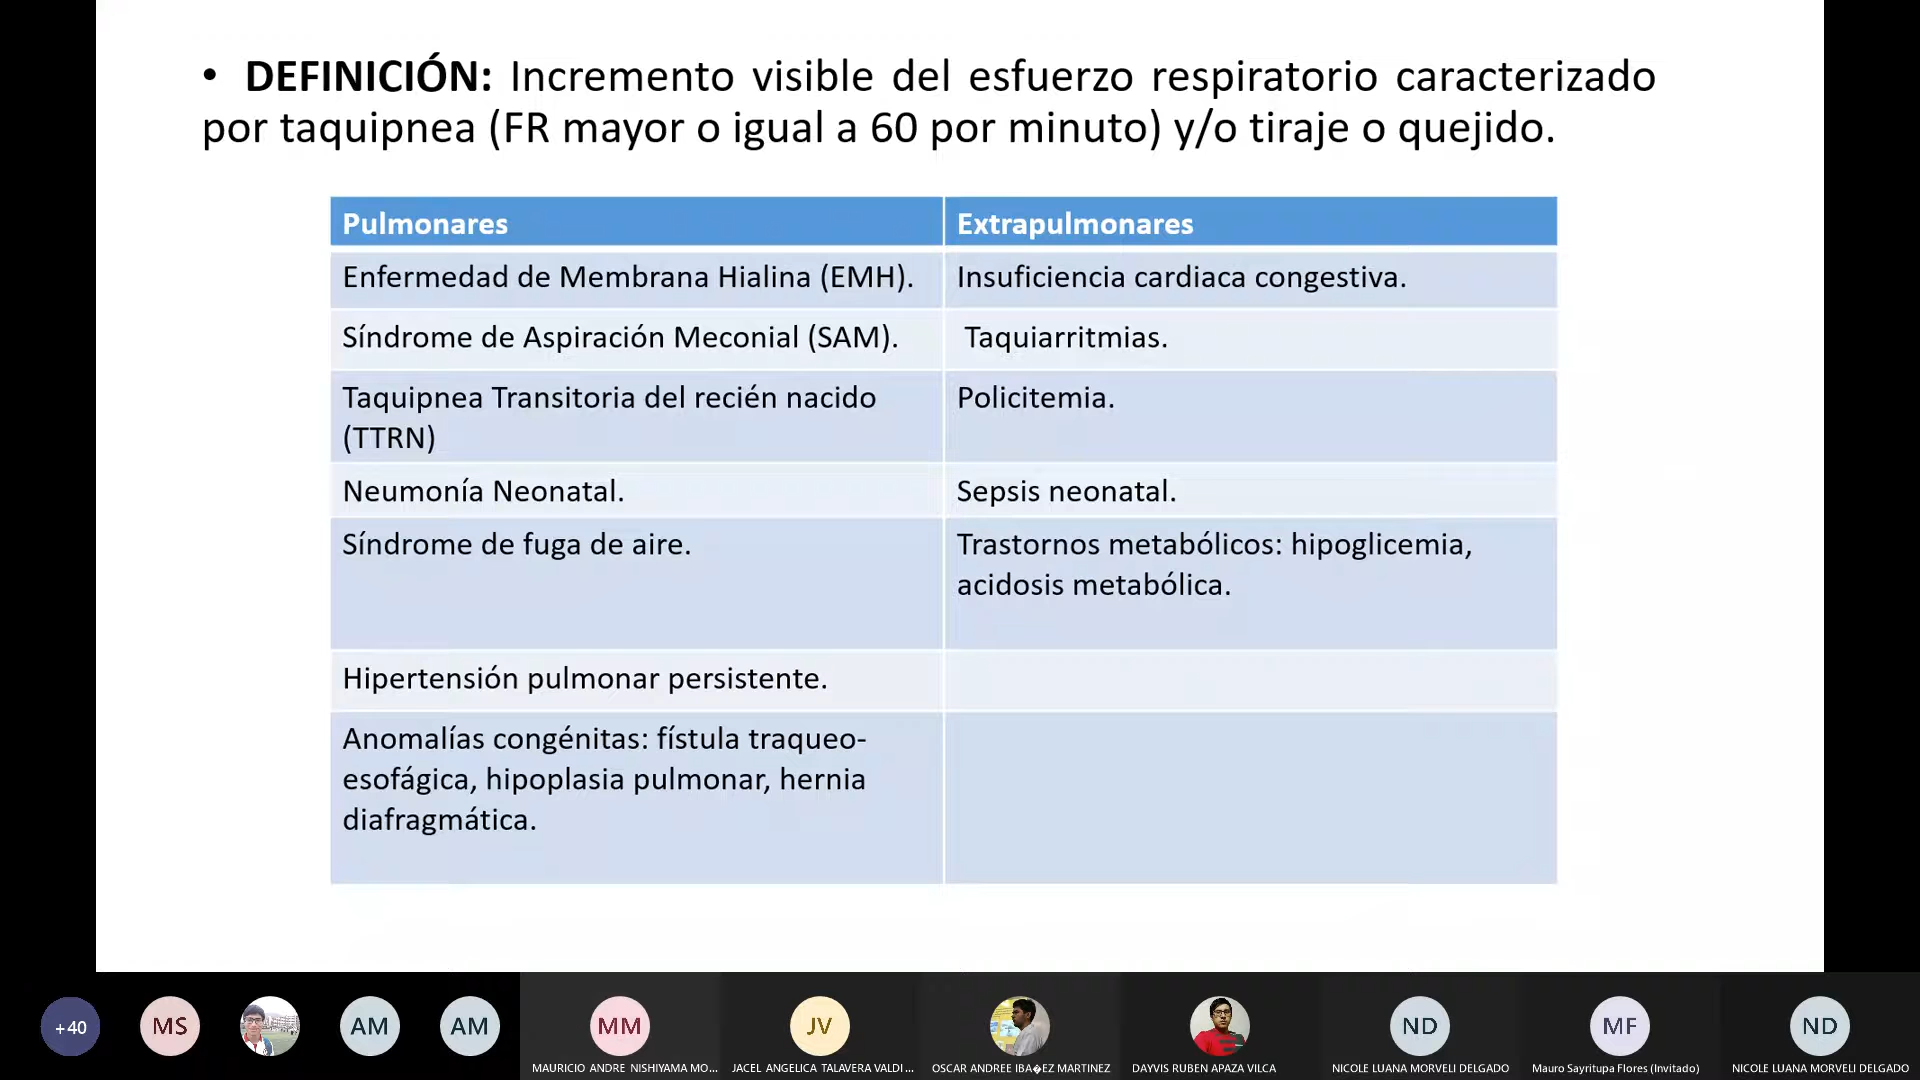 • DEFINICIÓN: Incremento visible del esfuerzo respiratorio caracterizado
por taquipnea (FR mayor o igual a 60 por minuto) y/o tiraje o quejido.
Pulmonares
Extrapulmonares
Enfermedad de Membrana Hialina (EMH).
Insuficiencia cardiaca congestiva.
Síndrome de Aspiración Meconial (SAM).
Taquiarritmias.
Taquipnea Transitoria del recién nacido
(TTRN)
Policitemia.
Neumonía Neonatal.
Sepsis neonatal.
Síndrome de fuga de aire.
Trastornos metabólicos: hipoglicemia,
acidosis metabólica.
Hipertensión pulmonar persistente.
Anomalías congénitas: fístula traqueo-
esofágica, hipoplasia pulmonar, hernia
diafragmática.
+40
MS
AM
AM
MM
JV
ND
MF
ND
MAURICIO ANDRE NISHIYAMA MO...
JACEL ANGELICA TALAVERA VALDI...
OSCAR ANDREE IBA�EZ MARTINEZ
DAYVIS RUBEN APAZA VILCA
NICOLE LUANA MORVELI DELGADO
Mauro Sayritupa Flores (Invitado)
NICOLE LUANA MORVELI DELGADO